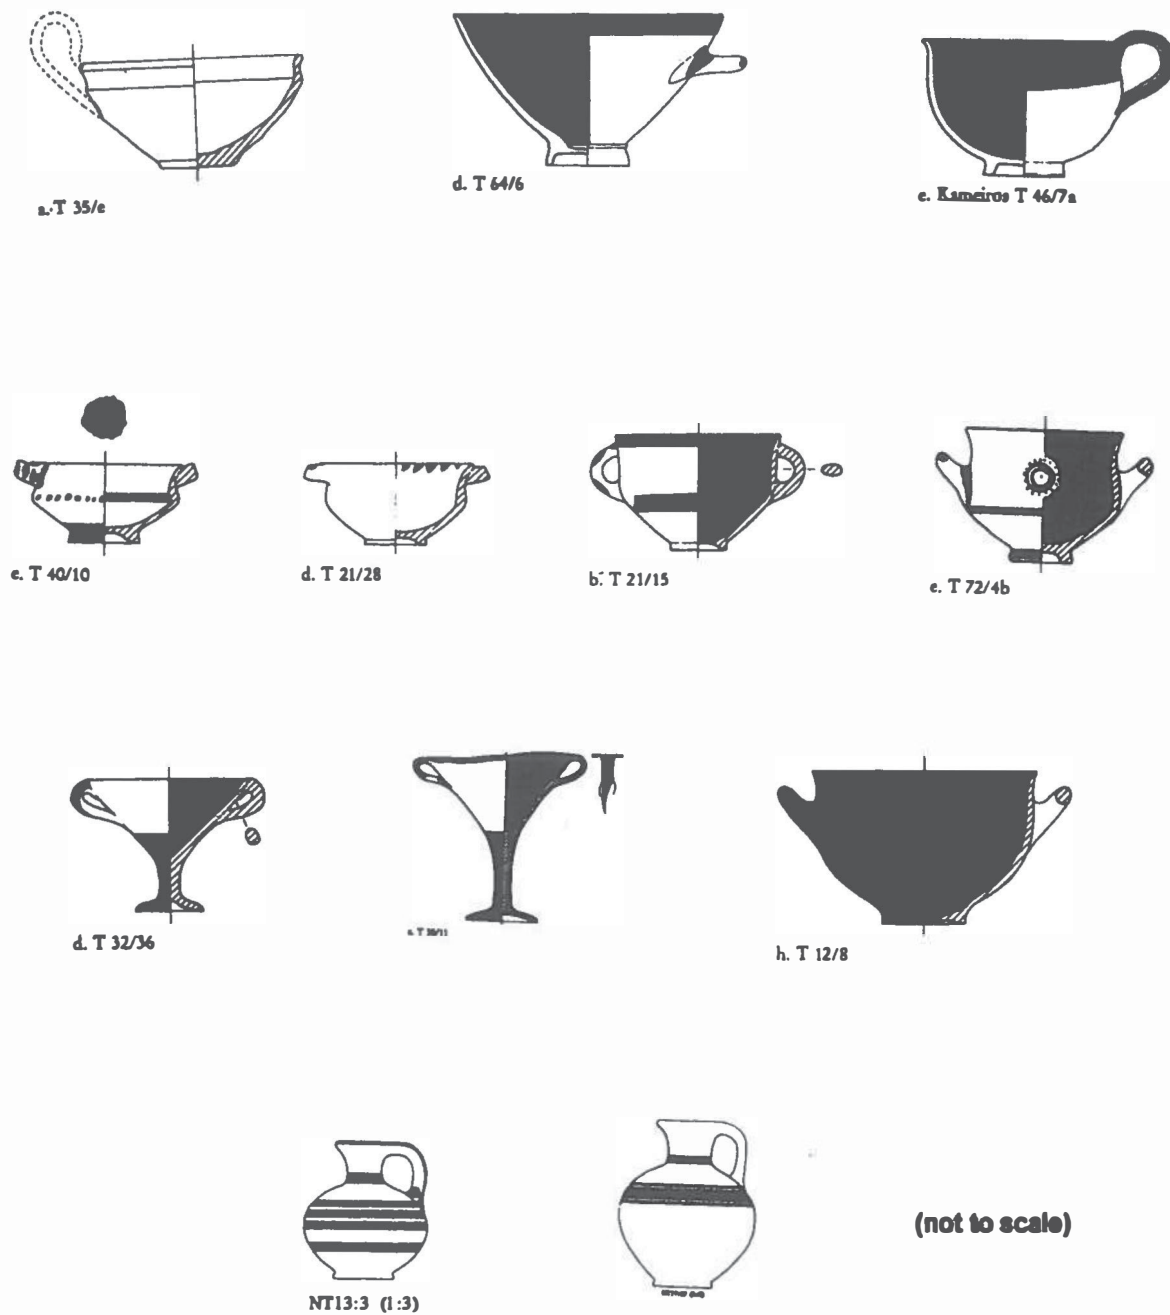 a. T 35/e
d. T 64/6
e. Kameiros T 46/7a
e. T 40/10
d. T 21/28
b. T 21/15
e. T 72/4b
d. T 32/36
h. T 12/8
NT13:3 (1:3)
(not to scale)